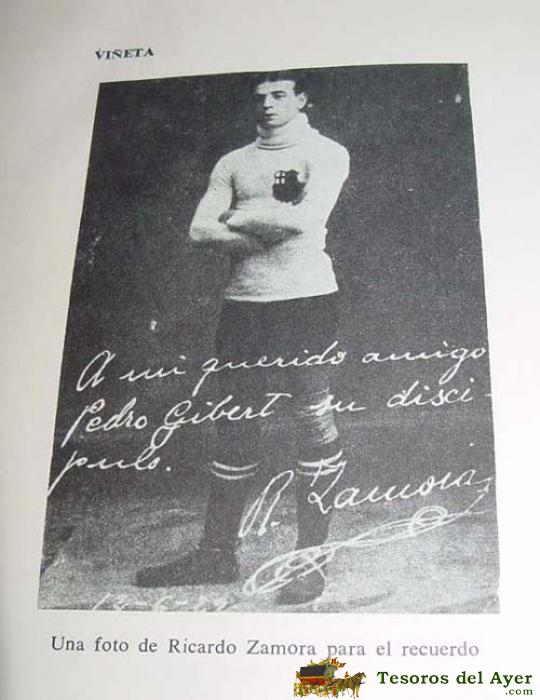 VIÑETA
A mi querido amigo
Pedro Gibert su disci-
pulo.
R. Zamora
Una foto de Ricardo Zamora para el recuerdo
Tesoros del Ayer
.com